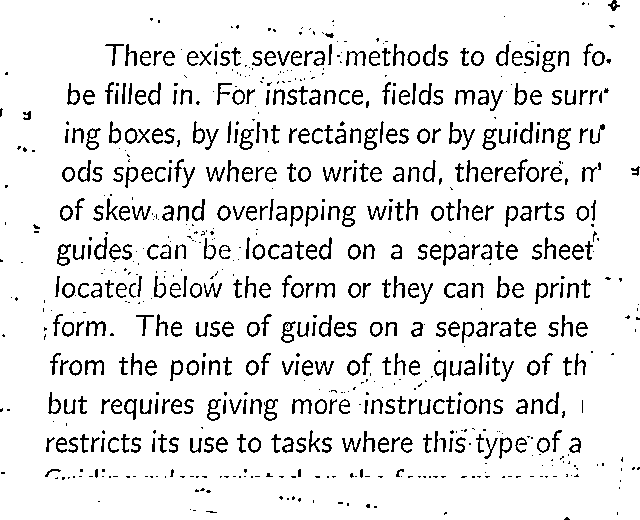 There exist several methods to design
be filled in. For instance, fields may be
ing boxes, by light rectangles or by guiding
ods specify where to write and, therefore,
of skew and overlapping with other parts of
guides can be located on a separate sheet
located below the form or they can be print
form. The use of guides on a separate she
from the point of view of the quality of th
but requires giving more instructions and,
restricts its use to tasks where this type of a